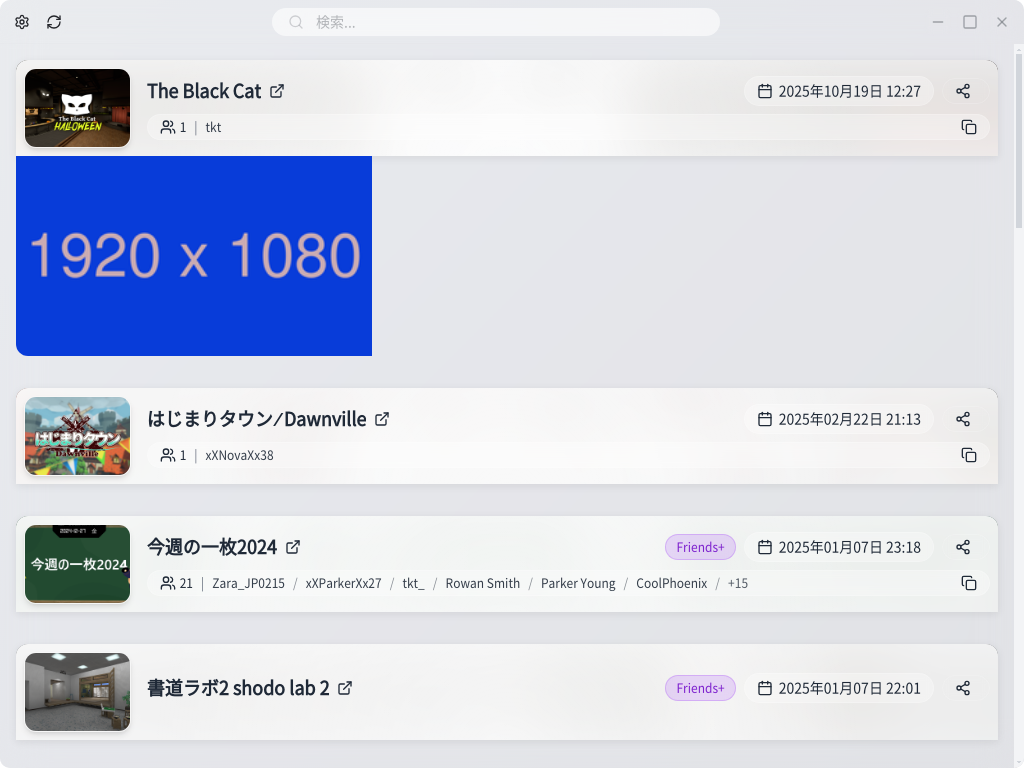 検索...
The Black Cat
2025年10月19日 12:27
The Black Cat
HALLOWEEN
1 | tkt
1920 x 1080
はじまりタウン⁄Dawnville
2025年02月22日 21:13
はじまりタウン
Dawnville
1 | xXNovaXx38
今週の一枚2024
Friends+
2025年01月07日 23:18
今週の一枚2024
21 | Zara_JP0215 / xXParkerXx27 / tkt_ / Rowan Smith / Parker Young / CoolPhoenix / +15
書道ラボ2 shodo lab 2
Friends+
2025年01月07日 22:01